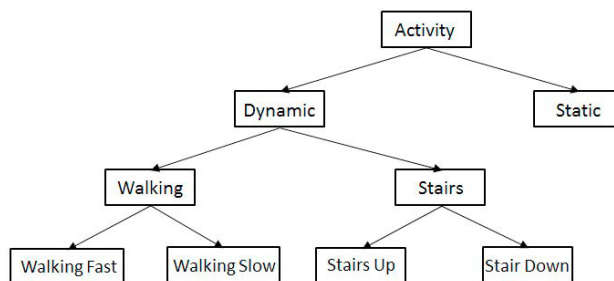 Activity
Dynamic
Static
Walking
Stairs
Walking Fast
Walking Slow
Stairs Up
Stair Down